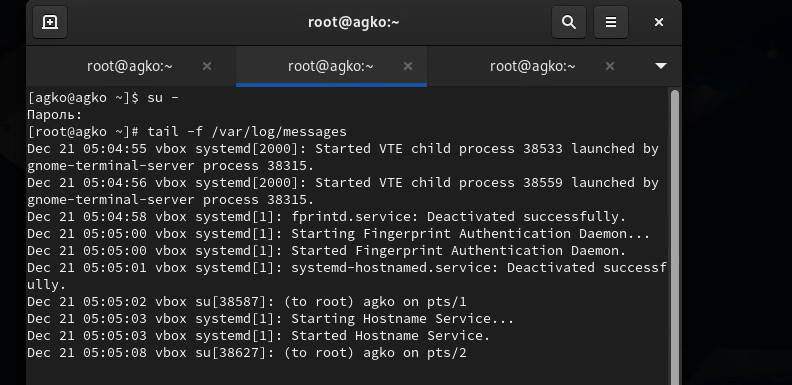 root@agko:~
root@agko:~ root@agko:~ root@agko:~
[agko@agko ~]$ su -
Пароль:
[root@agko ~]# tail -f /var/log/messages
Dec 21 05:04:55 vbox systemd[2000]: Started VTE child process 38533 launched by
gnome-terminal-server process 38315.
Dec 21 05:04:56 vbox systemd[2000]: Started VTE child process 38559 launched by
gnome-terminal-server process 38315.
Dec 21 05:04:58 vbox systemd[1]: fprintd.service: Deactivated successfully.
Dec 21 05:05:00 vbox systemd[1]: Starting Fingerprint Authentication Daemon...
Dec 21 05:05:00 vbox systemd[1]: Started Fingerprint Authentication Daemon.
Dec 21 05:05:01 vbox systemd[1]: systemd-hostnamed.service: Deactivated successf
ully.
Dec 21 05:05:02 vbox su[38587]: (to root) agko on pts/1
Dec 21 05:05:03 vbox systemd[1]: Starting Hostname Service...
Dec 21 05:05:03 vbox systemd[1]: Started Hostname Service.
Dec 21 05:05:08 vbox su[38627]: (to root) agko on pts/2